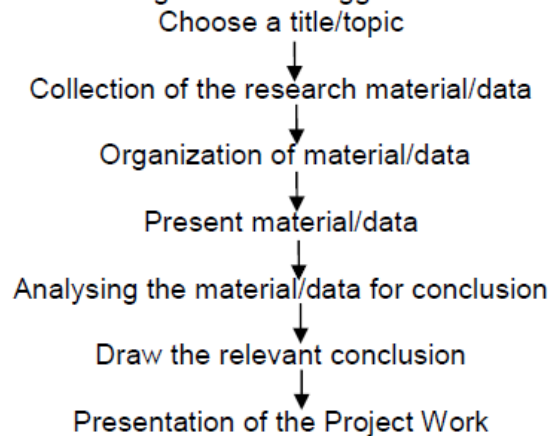 Choose a title/topic
Collection of the research material/data
Organization of material/data
Present material/data
Analysing the material/data for conclusion
Draw the relevant conclusion
Presentation of the Project Work